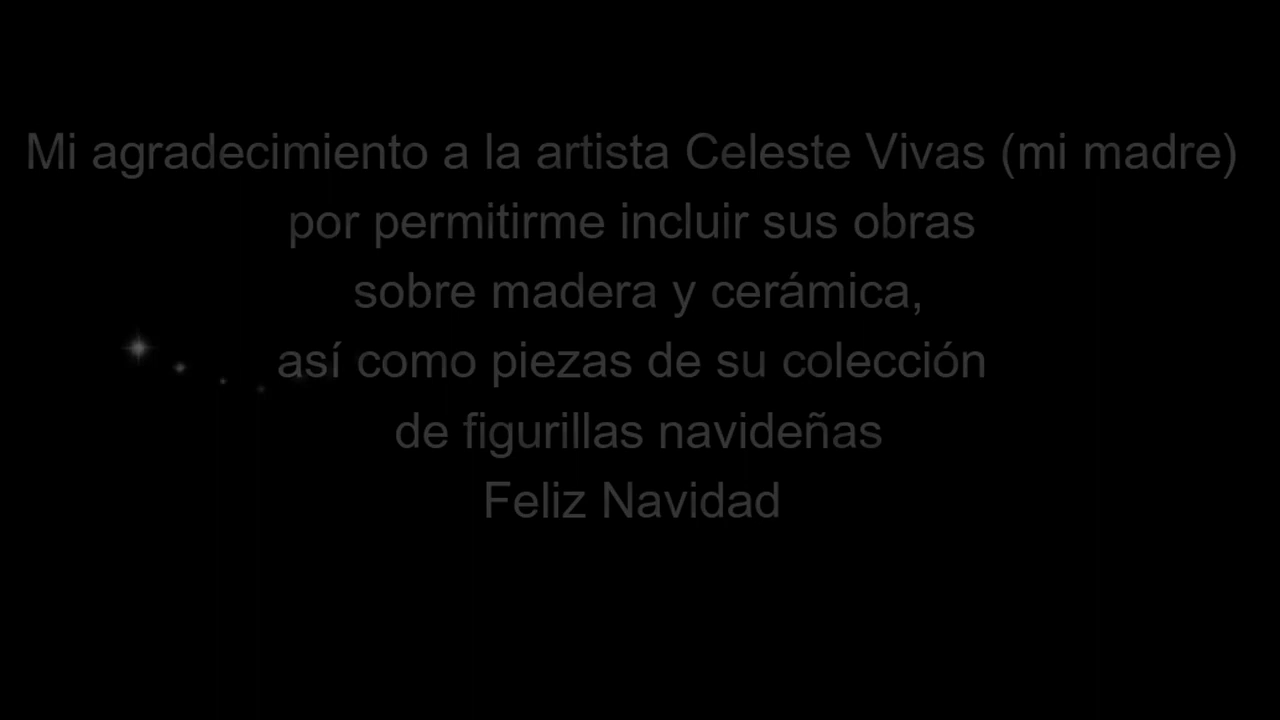 Mi agradecimiento a la artista Celeste Vivas (mi madre)
por permitirme incluir sus obras
sobre madera y cerámica,
así como piezas de su colección
de figurillas navideñas
Feliz Navidad